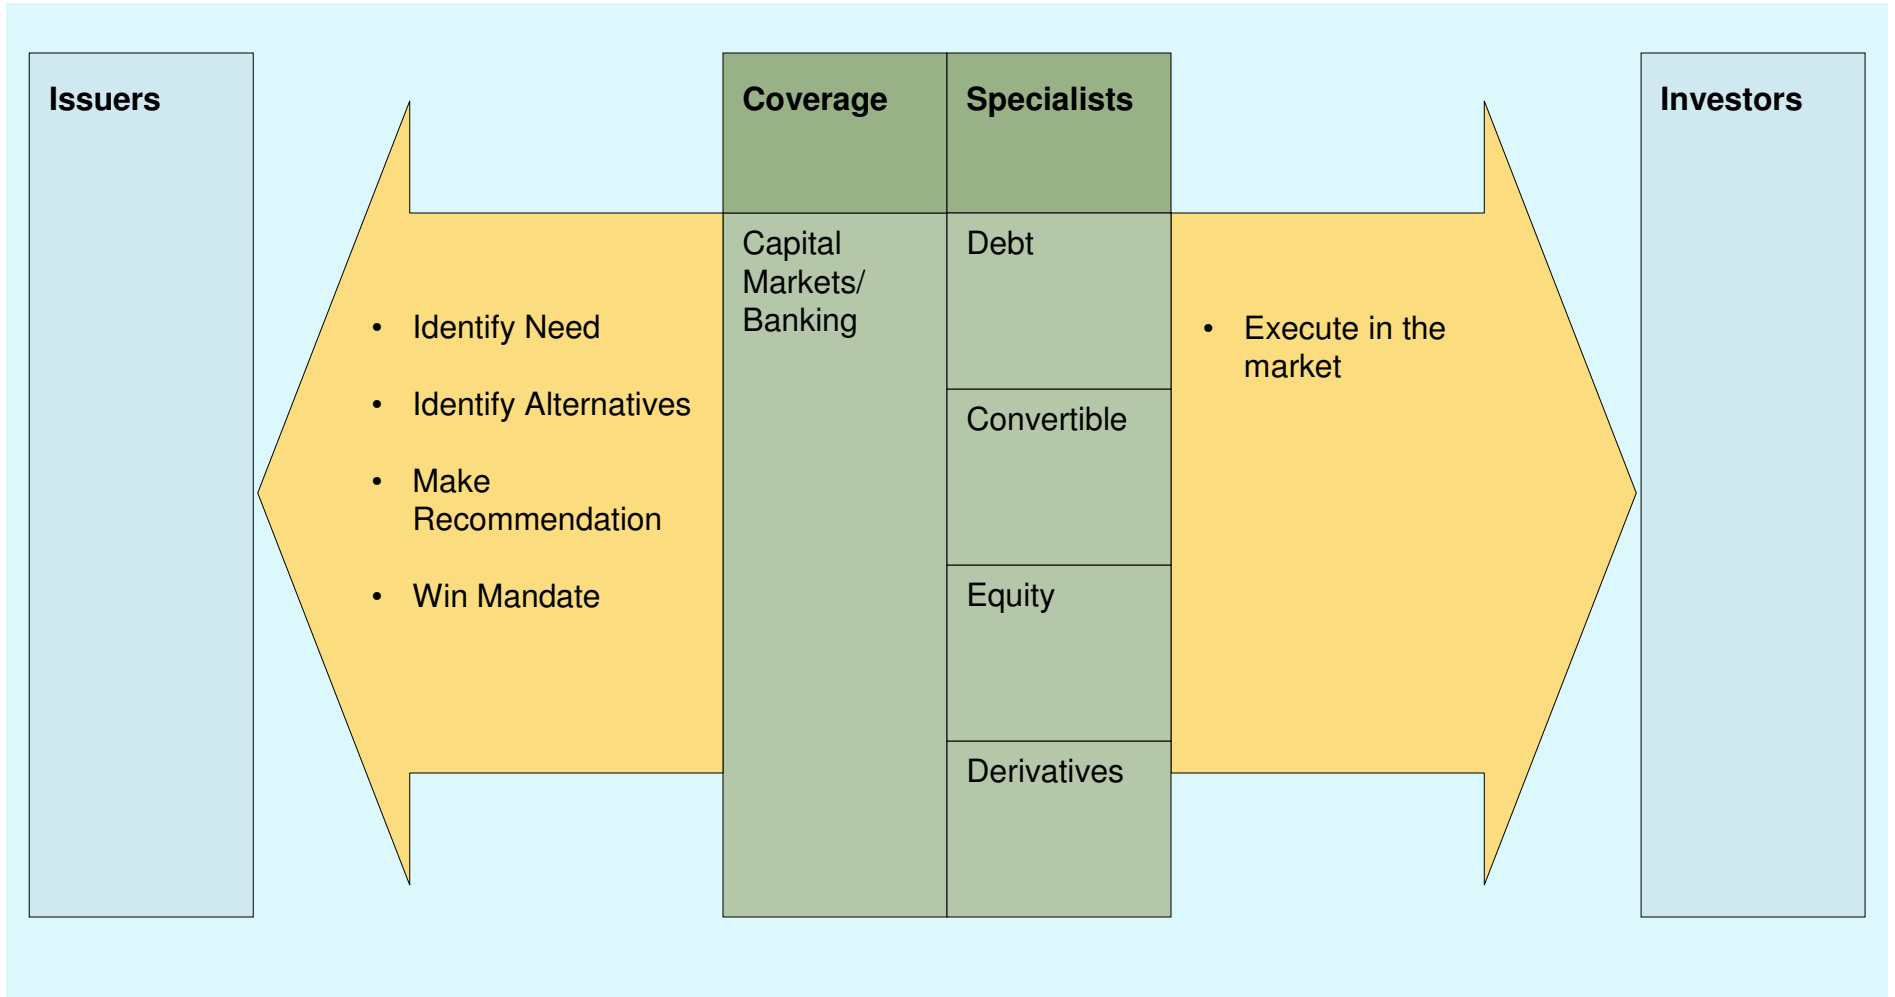 Issuers
• Identify Need
• Identify Alternatives
• Make
Recommendation
• Win Mandate
Coverage
Capital
Markets/
Banking
Specialists
Debt
Convertible
Equity
Derivatives
• Execute in the
market
Investors